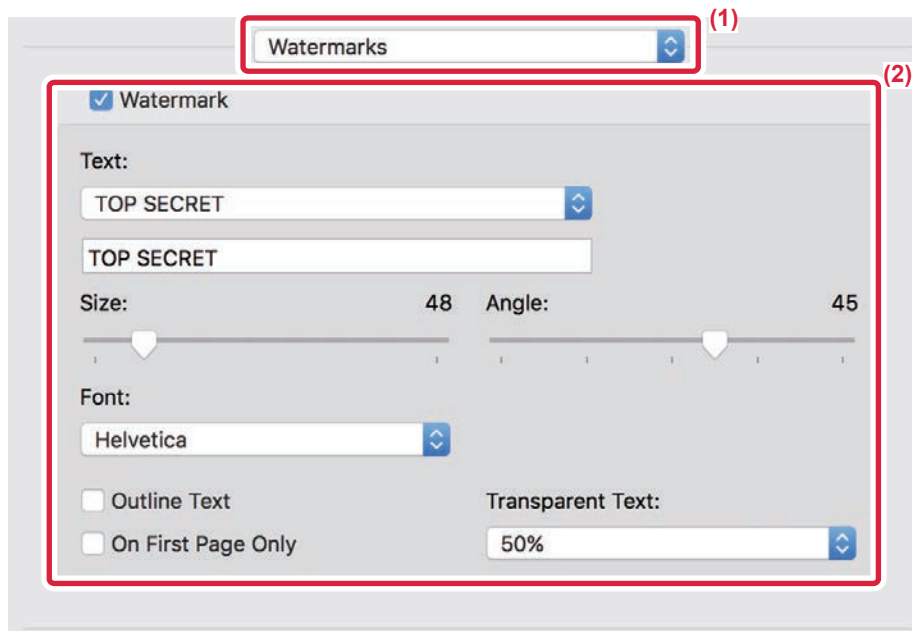 (1)
Watermarks
(2)
Watermark
Text:
TOP SECRET
TOP SECRET
Size: 48 Angle: 45
Font:
Helvetica
Outline Text Transparent Text:
On First Page Only 50%